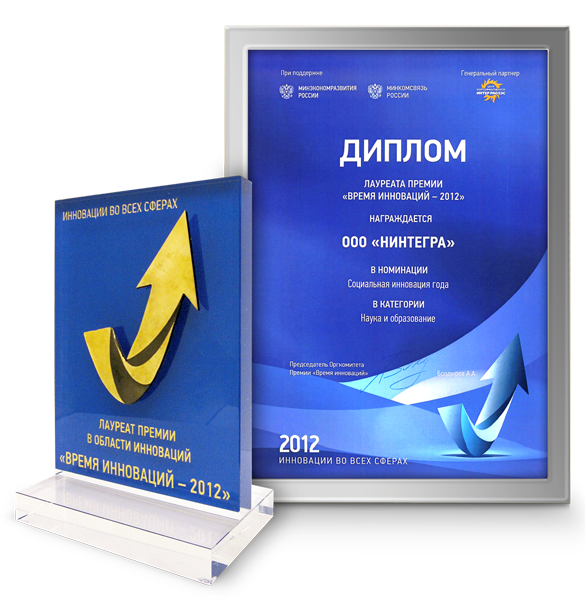 При поддержке
МИНЭКОНОМРАЗВИТИЯ
РОССИИ
МИНКОМСВЯЗЬ
РОССИИ
Генеральный партнер
ДИПЛОМ
ЛАУРЕАТА ПРЕМИИ
«ВРЕМЯ ИННОВАЦИЙ – 2012»
НАГРАЖДАЕТСЯ
ООО «НИНТЕГРА»
В НОМИНАЦИИ
Социальная инновация года
В КАТЕГОРИИ
Наука и образование
Председатель Оргкомитета
Премии «Время инноваций»
А.А.
2012
ИННОВАЦИИ ВО ВСЕХ СФЕРАХ
ИННОВАЦИИ ВО ВСЕХ СФЕРАХ
ЛАУРЕАТ ПРЕМИИ
В ОБЛАСТИ ИННОВАЦИЙ
«ВРЕМЯ ИННОВАЦИЙ – 2012»